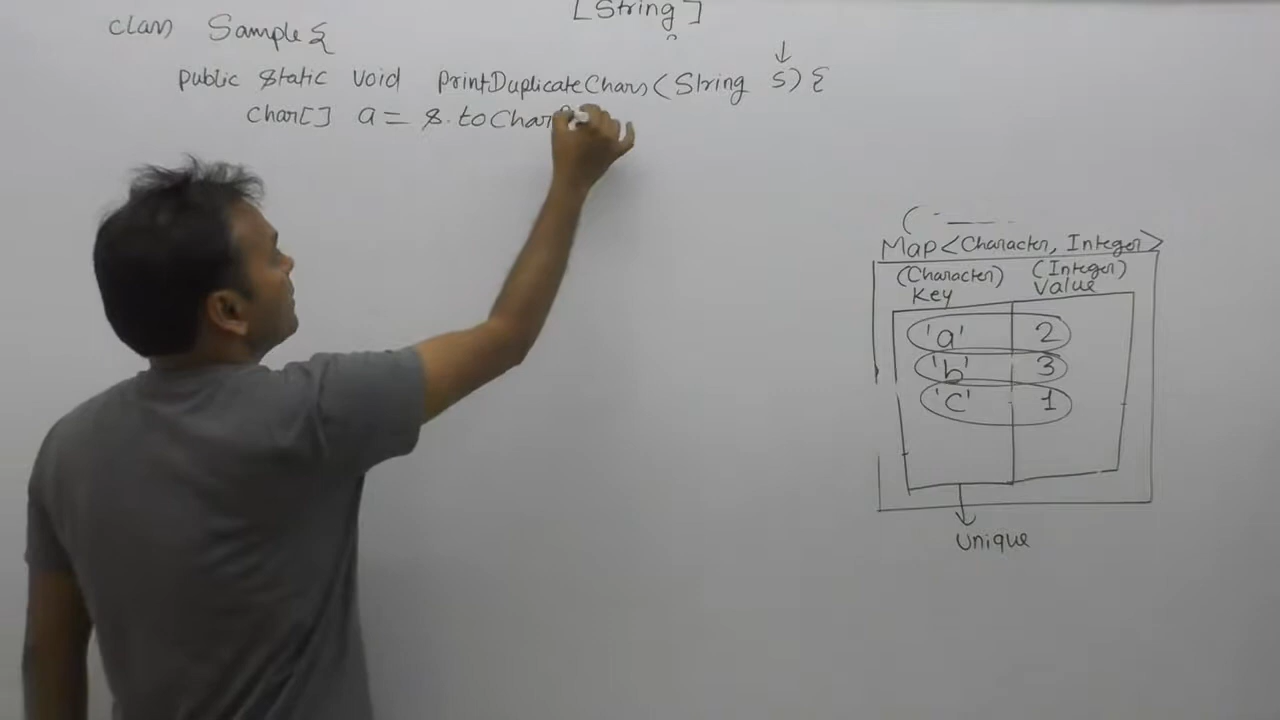 [String]
class Sample{
public static void printDuplicateChars(String s){
char[] a = s.toChar
Map<Character, Integer>
(Character) (Integer)
Key Value
'a' 2
'b' 3
'c' 1
Unique